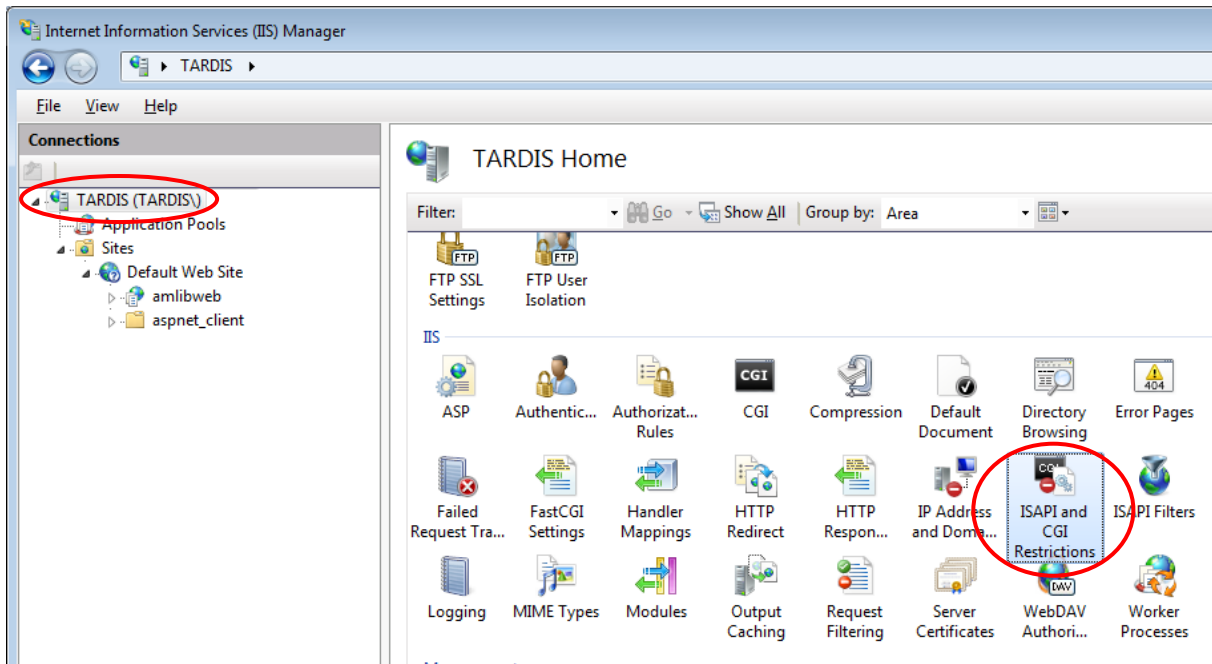 Internet Information Services (IIS) Manager
TARDIS
File View Help
Connections
TARDIS (TARDIS\)
Application Pools
Sites
Default Web Site
amlibweb
aspnet_client
TARDIS Home
Filter: Go Show All Group by: Area
FTP FTP
FTP SSL Settings
FTP User Isolation
IIS
CGI
404
ASP
Authentic...
Authorizat... Rules
CGI
Compression
Default Document
Directory Browsing
Error Pages
CGI
Failed Request Tra...
FastCGI Settings
Handler Mappings
HTTP Redirect
HTTP Respon...
IP Address and Doma...
ISAPI and CGI Restrictions
ISAPI Filters
DAV
Logging
MIME Types
Modules
Output Caching
Request Filtering
Server Certificates
WebDAV Authori...
Worker Processes